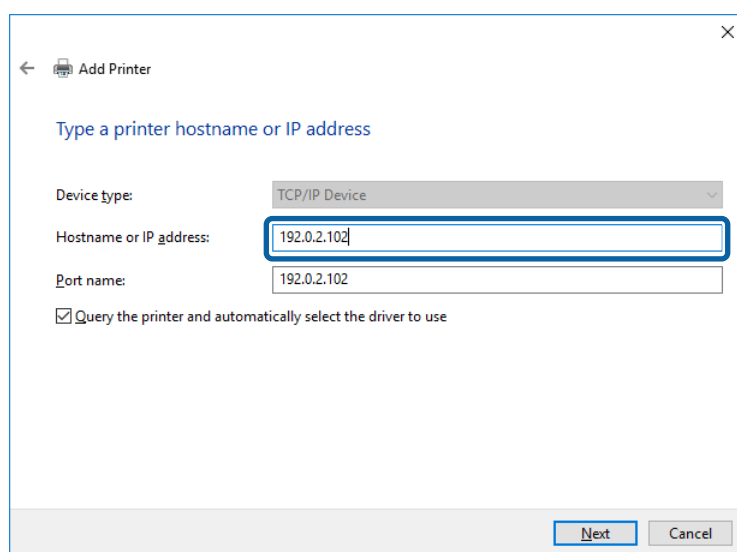 Add Printer
Type a printer hostname or IP address
Device type: TCP/IP Device
Hostname or IP address: 192.0.2.102
Port name: 192.0.2.102
Query the printer and automatically select the driver to use
Next Cancel